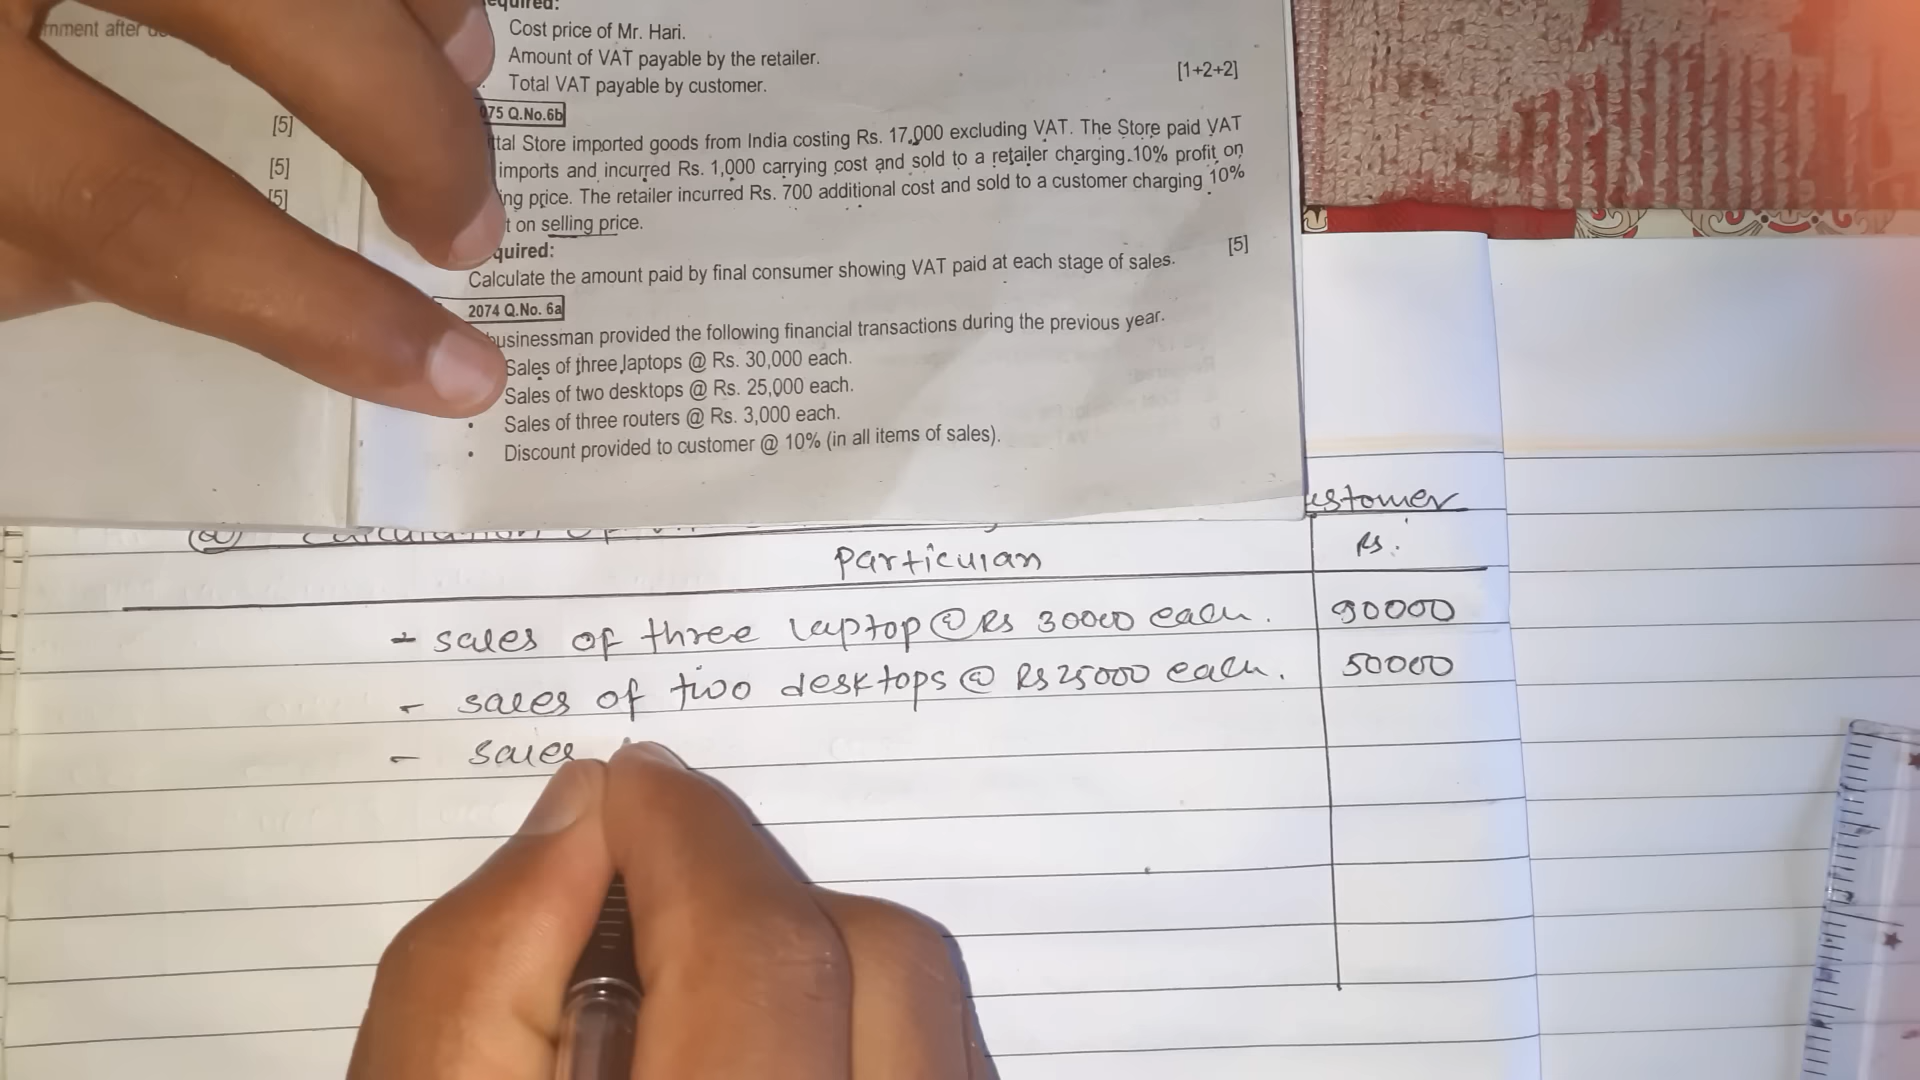 rnment after
[5]
[5]
[5]
equired:
Cost price of Mr. Hari.
Amount of VAT payable by the retailer.
Total VAT payable by customer.
[1+2+2]
075 Q.No.6b
ttal Store imported goods from India costing Rs. 17,000 excluding VAT. The Store paid VAT
imports and incurred Rs. 1,000 carrying cost and sold to a retailer charging 10% profit on
ng price. The retailer incurred Rs. 700 additional cost and sold to a customer charging 10%
t on selling price.
quired:
[5]
Calculate the amount paid by final consumer showing VAT paid at each stage of sales.
2074 Q.No. 6a
usinessman provided the following financial transactions during the previous year.
Sales of three laptops @ Rs. 30,000 each.
Sales of two desktops @ Rs. 25,000 each.
• Sales of three routers @ Rs. 3,000 each.
• Discount provided to customer @ 10% (in all items of sales).
ustomer
Particular
Rs.
- sales of three laptop @ Rs 30000 each. 90000
- sales of two desktops @ Rs 25000 each. 50000
- sales